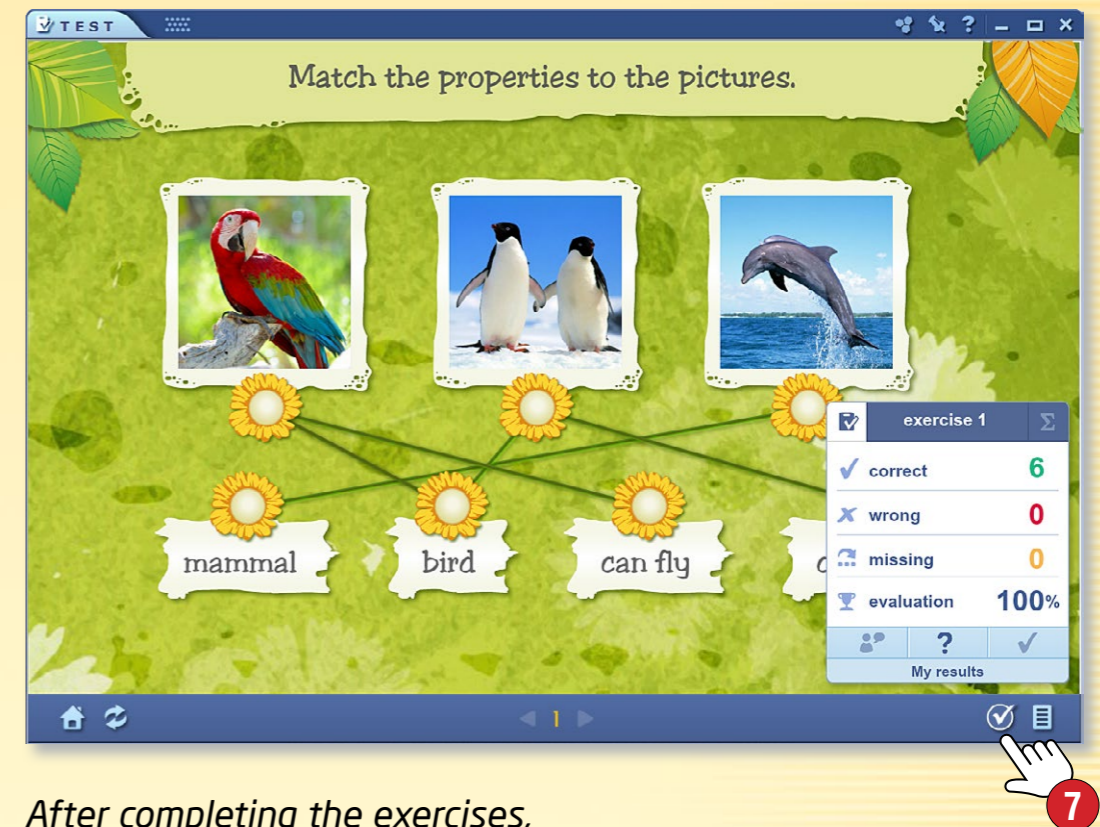 TEST
?
Match the properties to the pictures.
exercise 1 Σ
correct 6
wrong 0
missing 0
evaluation 100%
?
My results
mammal bird can fly
1
7
After completing the exercises,